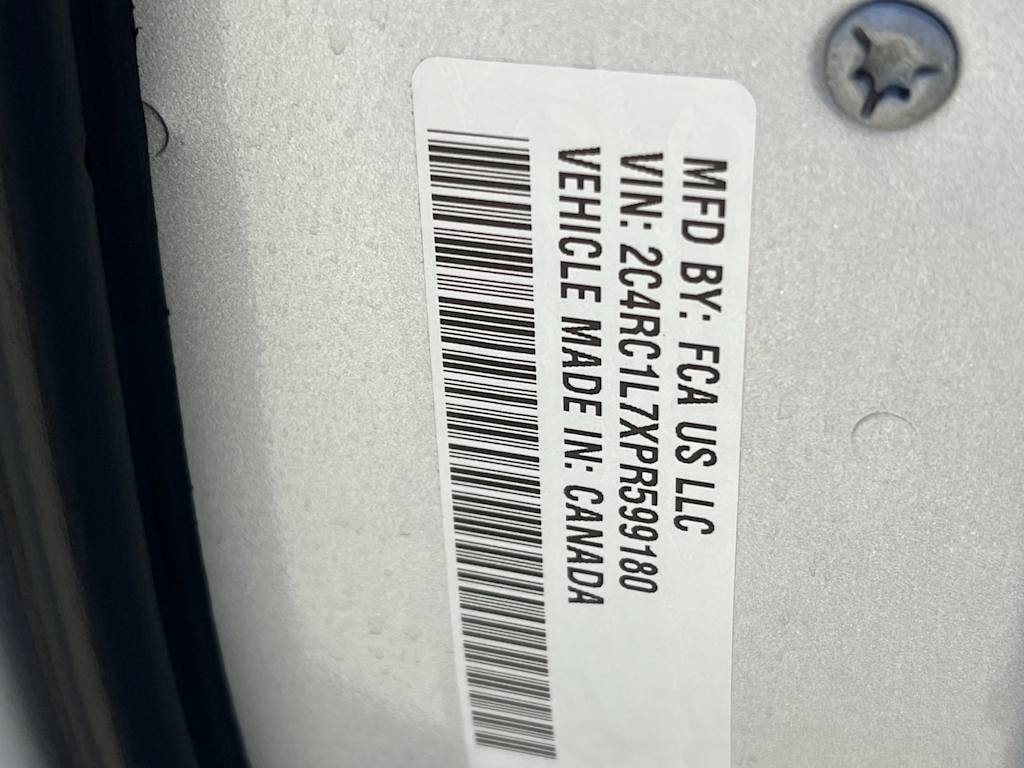 MFD BY: FCA US LLC
VIN: 2C4RC1L7XPR599180
VEHICLE MADE IN: CANADA